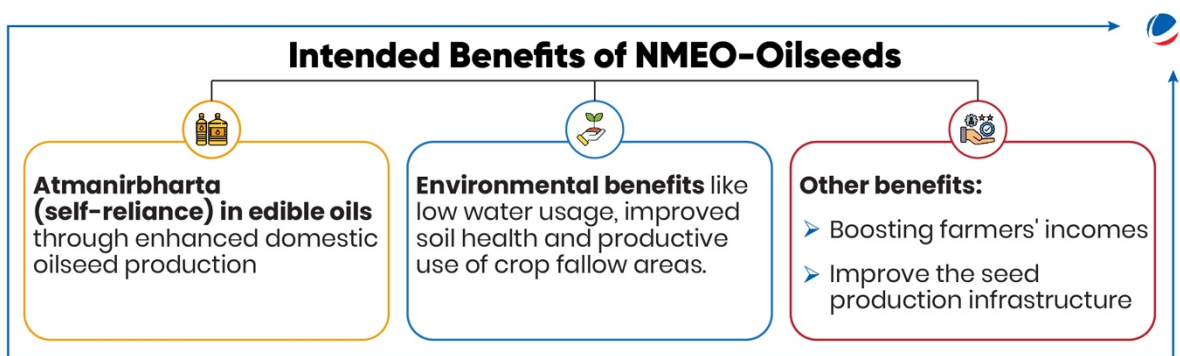 Intended Benefits of NMEO-Oilseeds
Atmanirbharta
(self-reliance) in edible oils
through enhanced domestic
oilseed production
Environmental benefits like
low water usage, improved
soil health and productive
use of crop fallow areas.
Other benefits:
➢ Boosting farmers' incomes
➢ Improve the seed
production infrastructure